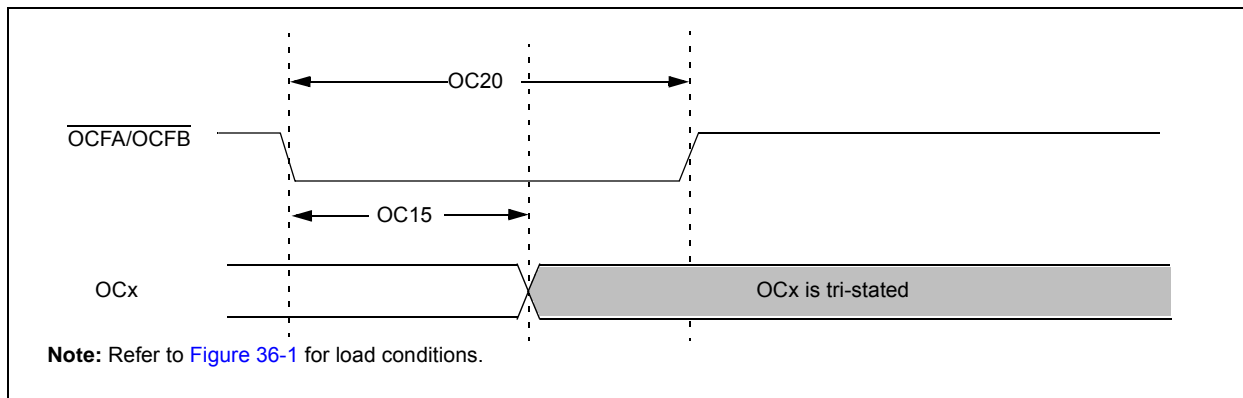 OC20
OCFA/OCFB
OC15
OCx
OCx is tri-stated
Note: Refer to Figure 36-1 for load conditions.